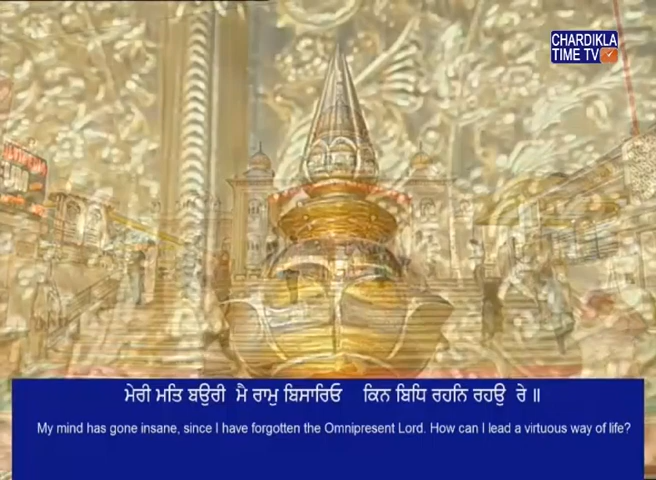 CHARDIKLA
TIME TV
ਮੇਰੀ ਮਤਿ ਬਉਰੀ ਮੈ ਰਾਮੁ ਬਿਸਾਰਿਓ ਕਿਨ ਬਿਧਿ ਰਹਨਿ ਰਹਉ ਰੇ ॥
My mind has gone insane, since I have forgotten the Omnipresent Lord. How can I lead a virtuous way of life?